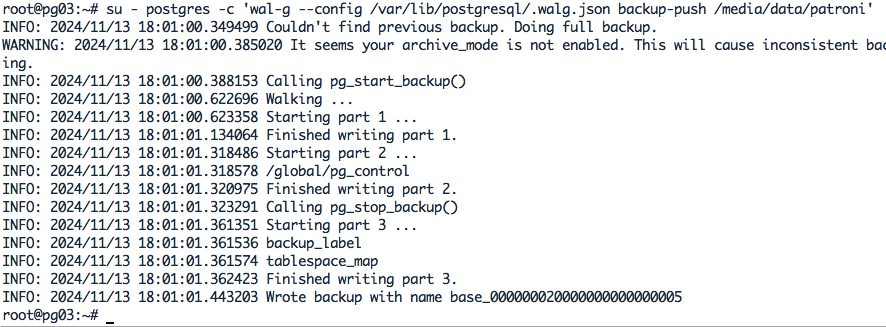 root@pg03:~# su - postgres -c 'wal-g --config /var/lib/postgresql/.walg.json backup-push /media/data/patroni'
INFO: 2024/11/13 18:01:00.349499 Couldn't find previous backup. Doing full backup.
WARNING: 2024/11/13 18:01:00.385020 It seems your archive_mode is not enabled. This will cause inconsistent bac
ing.
INFO: 2024/11/13 18:01:00.388153 Calling pg_start_backup()
INFO: 2024/11/13 18:01:00.622696 Walking ...
INFO: 2024/11/13 18:01:00.623358 Starting part 1 ...
INFO: 2024/11/13 18:01:01.134064 Finished writing part 1.
INFO: 2024/11/13 18:01:01.318486 Starting part 2 ...
INFO: 2024/11/13 18:01:01.318578 /global/pg_control
INFO: 2024/11/13 18:01:01.320975 Finished writing part 2.
INFO: 2024/11/13 18:01:01.323291 Calling pg_stop_backup()
INFO: 2024/11/13 18:01:01.361351 Starting part 3 ...
INFO: 2024/11/13 18:01:01.361536 backup_label
INFO: 2024/11/13 18:01:01.361574 tablespace_map
INFO: 2024/11/13 18:01:01.362423 Finished writing part 3.
INFO: 2024/11/13 18:01:01.443203 Wrote backup with name base_000000020000000000000005
root@pg03:~# _